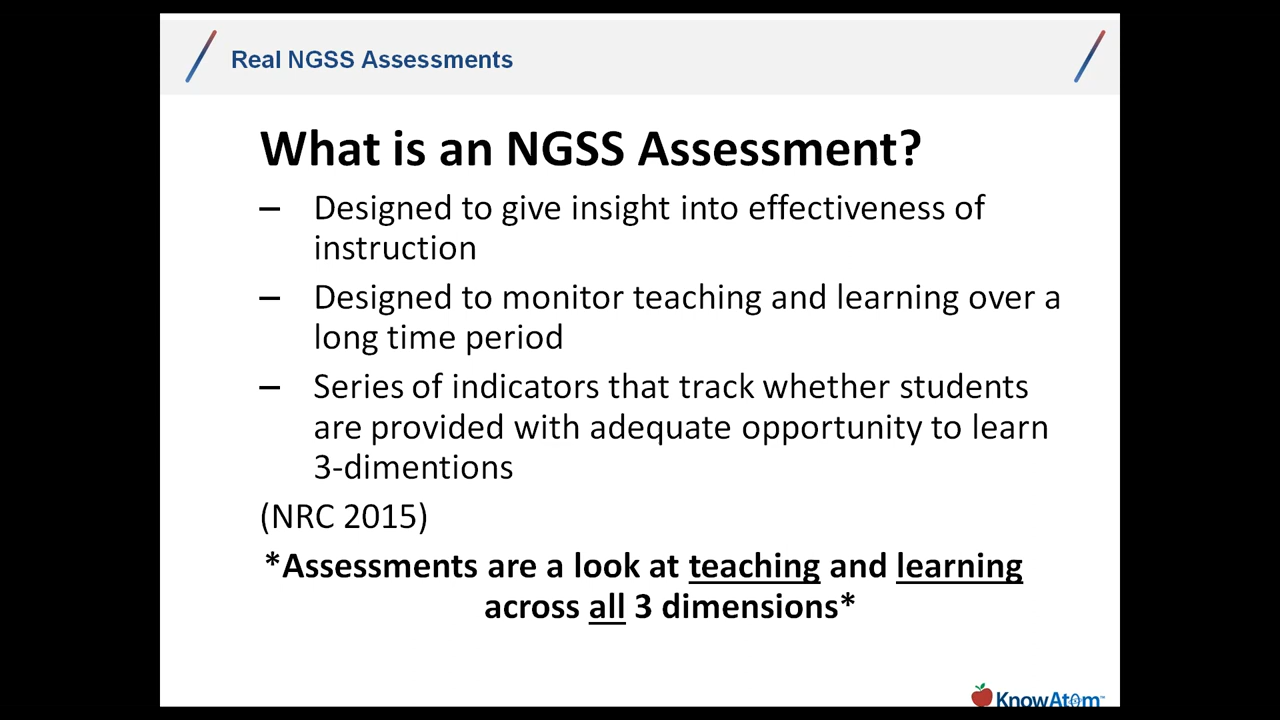 Real NGSS Assessments
What is an NGSS Assessment?
– Designed to give insight into effectiveness of
instruction
– Designed to monitor teaching and learning over a
long time period
– Series of indicators that track whether students
are provided with adequate opportunity to learn
3-dimentions
(NRC 2015)
*Assessments are a look at teaching and learning
across all 3 dimensions*
KnowAtom™